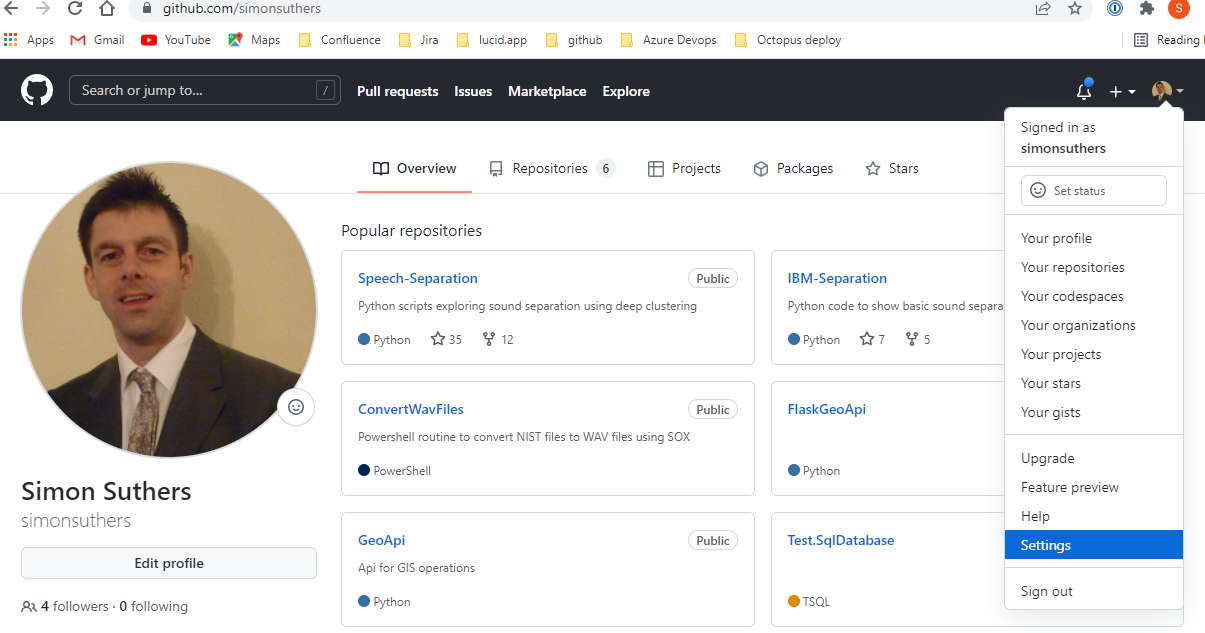 github.com/simonsuthers
S
Apps Gmail YouTube Maps Confluence Jira lucid.app github Azure Devops Octopus deploy Reading
Search or jump to... / Pull requests Issues Marketplace Explore
Signed in as
simonsuthers
Set status
Your profile
Your repositories
Your codespaces
Your organizations
Your projects
Your stars
Your gists
Upgrade
Feature preview
Help
Settings
Sign out
Overview Repositories 6 Projects Packages Stars
Popular repositories
Speech-Separation Public
Python scripts exploring sound separation using deep clustering
Python 35 12
IBM-Separation
Python code to show basic sound separa
Python 7 5
ConvertWavFiles Public
Powershell routine to convert NIST files to WAV files using SOX
PowerShell
FlaskGeoApi
Python
GeoApi Public
Api for GIS operations
Python
Test.SqlDatabase
TSQL
Simon Suthers
simonsuthers
Edit profile
4 followers · 0 following